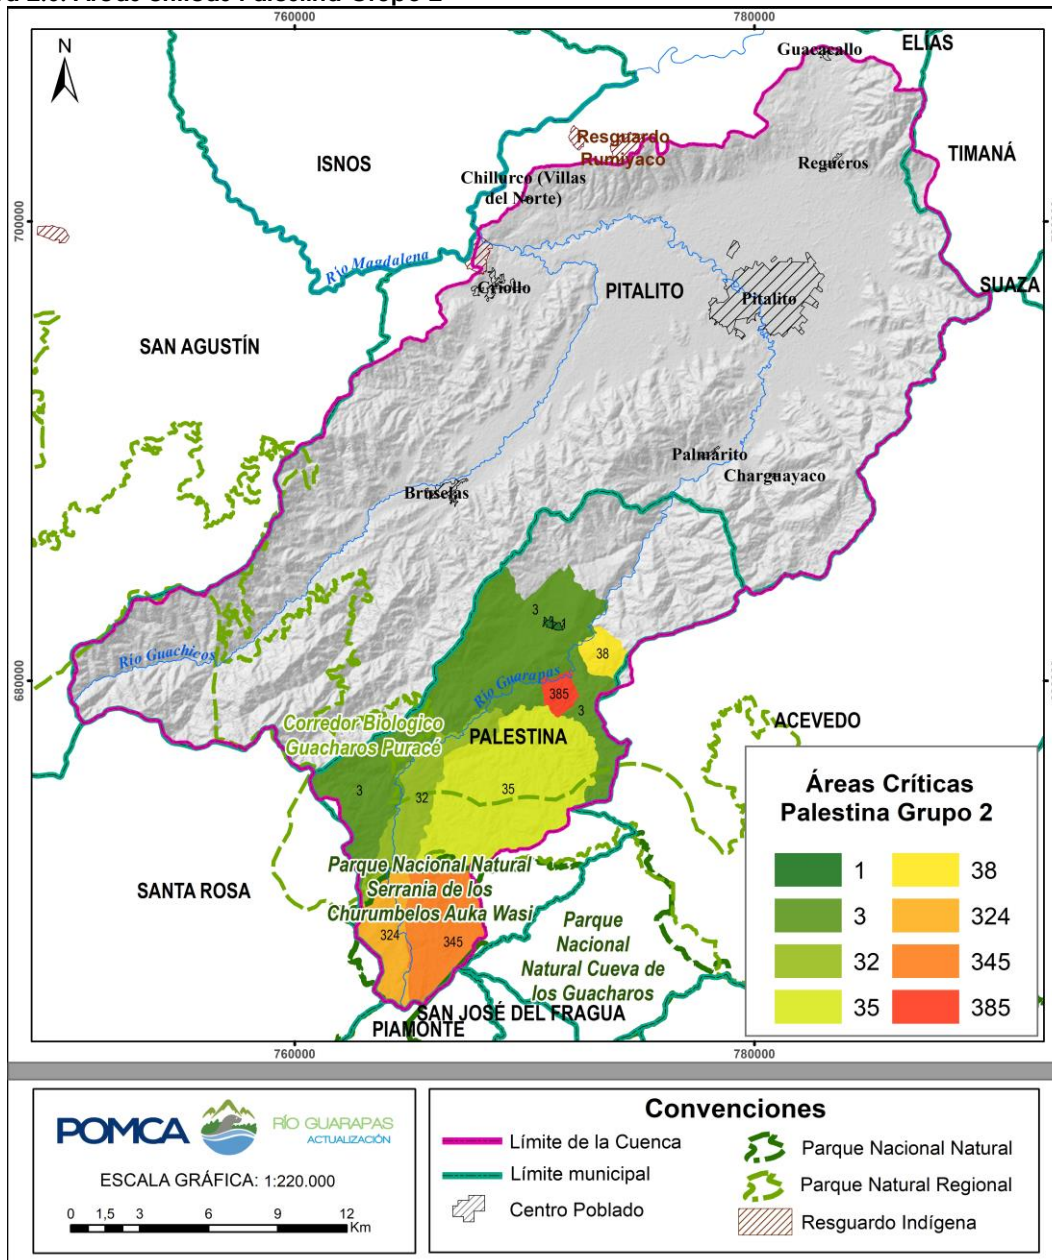 760000
780000
N
Guacacallo
ELIAS
Resguardo
Rumiyaco
ISNOS
Regueros
TIMANÁ
Chillurco (Villas
del Norte)
700000
Río Magdalena
Criollo
PITALITO
Pitalito
SUAZA
SAN AGUSTÍN
Palmarito
Charguayaco
Bruselas
3
1
Río Guachicos
38
680000
680000
Río Guarapas
385
3
Corredor Biologico
Guacharos Puracé
PALESTINA
ACEVEDO
3
32
35
Parque Nacional Natural
Serrania de los
Churumbelos Auka Wasi
SANTA ROSA
Parque
Nacional
Natural Cueva de
los Guacharos
324
345
SAN JOSÉ DEL FRAGUA
PIAMONTE
Áreas Críticas
Palestina Grupo 2
1
38
3
324
32
345
35
385
760000
780000
POMCA
RÍO GUARAPAS
ACTUALIZACIÓN
ESCALA GRÁFICA: 1:220.000
0 1,5 3 6 9 12
Km
Convenciones
Límite de la Cuenca
Límite municipal
Centro Poblado
Parque Nacional Natural
Parque Natural Regional
Resguardo Indígena